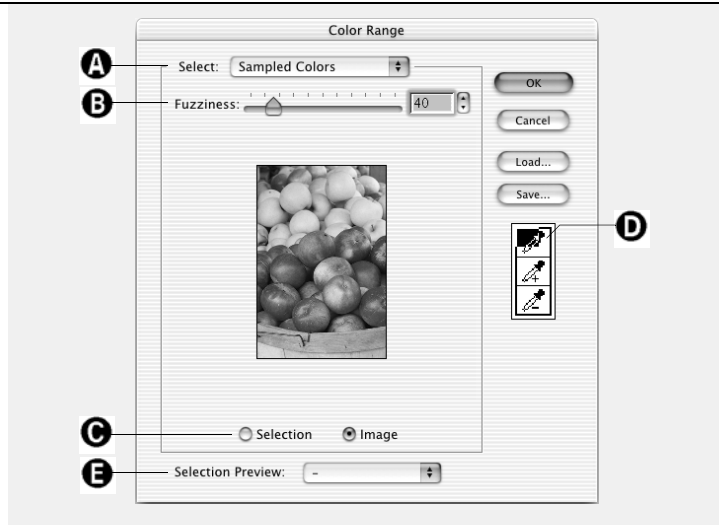 Color Range
A
Select: Sampled Colors
OK
B
Fuzziness: 40
Cancel
Load...
Save...
D
C
Selection Image
E
Selection Preview: –